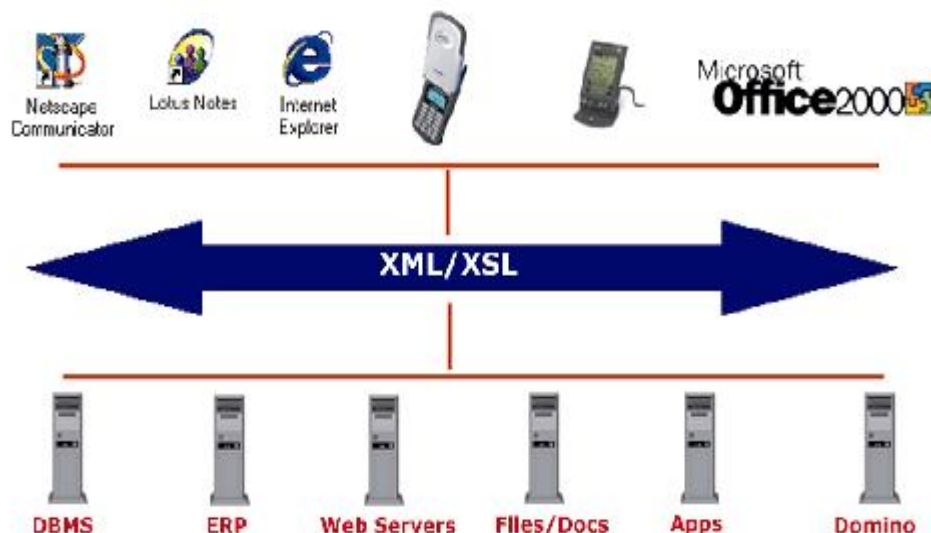 Netscape
Communicator
Lotus Notes
Internet
Explorer
Microsoft
Office2000
XML/XSL
DBMS
ERP
Web Servers
Files/Docs
Apps
Domino